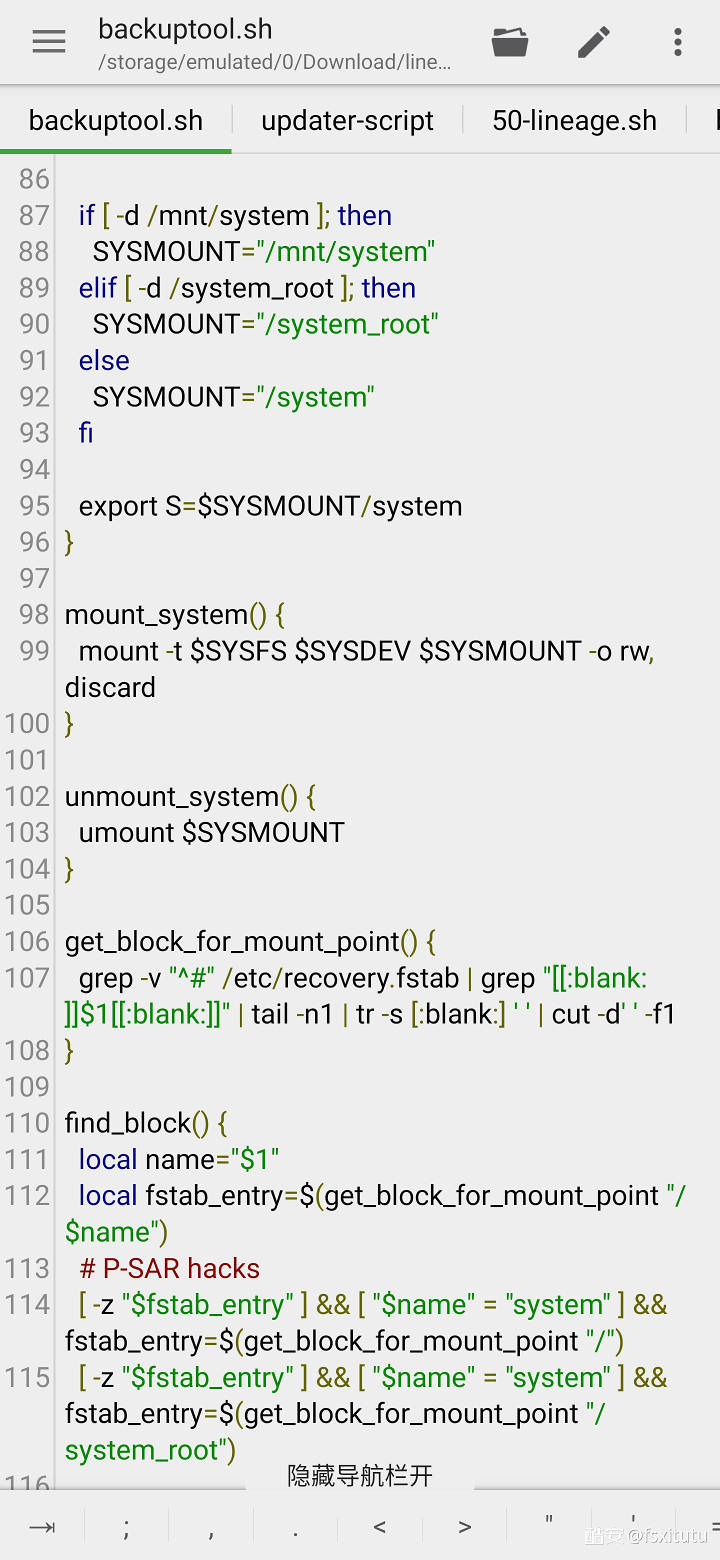 backuptool.sh
/storage/emulated/0/Download/line...
backuptool.sh updater-script 50-lineage.sh
86
87 if [ -d /mnt/system ]; then
88 SYSMOUNT="/mnt/system"
89 elif [ -d /system_root ]; then
90 SYSMOUNT="/system_root"
91 else
92 SYSMOUNT="/system"
93 fi
94
95 export S=$SYSMOUNT/system
96 }
97
98 mount_system() {
99 mount -t $SYSFS $SYSDEV $SYSMOUNT -o rw,
discard
100 }
101
102 unmount_system() {
103 umount $SYSMOUNT
104 }
105
106 get_block_for_mount_point() {
107 grep -v "^#" /etc/recovery.fstab | grep "[[:blank:
]]$1[[:blank:]]" | tail -n1 | tr -s [:blank:] ' ' | cut -d' ' -f1
108 }
109
110 find_block() {
111 local name="$1"
112 local fstab_entry=$(get_block_for_mount_point "/
$name")
113 # P-SAR hacks
114 [ -z "$fstab_entry" ] && [ "$name" = "system" ] &&
fstab_entry=$(get_block_for_mount_point "/")
115 [ -z "$fstab_entry" ] && [ "$name" = "system" ] &&
fstab_entry=$(get_block_for_mount_point "/
system_root")
116
隐藏导航栏开
; , . < > " ' =
酷安 @fsxitutu